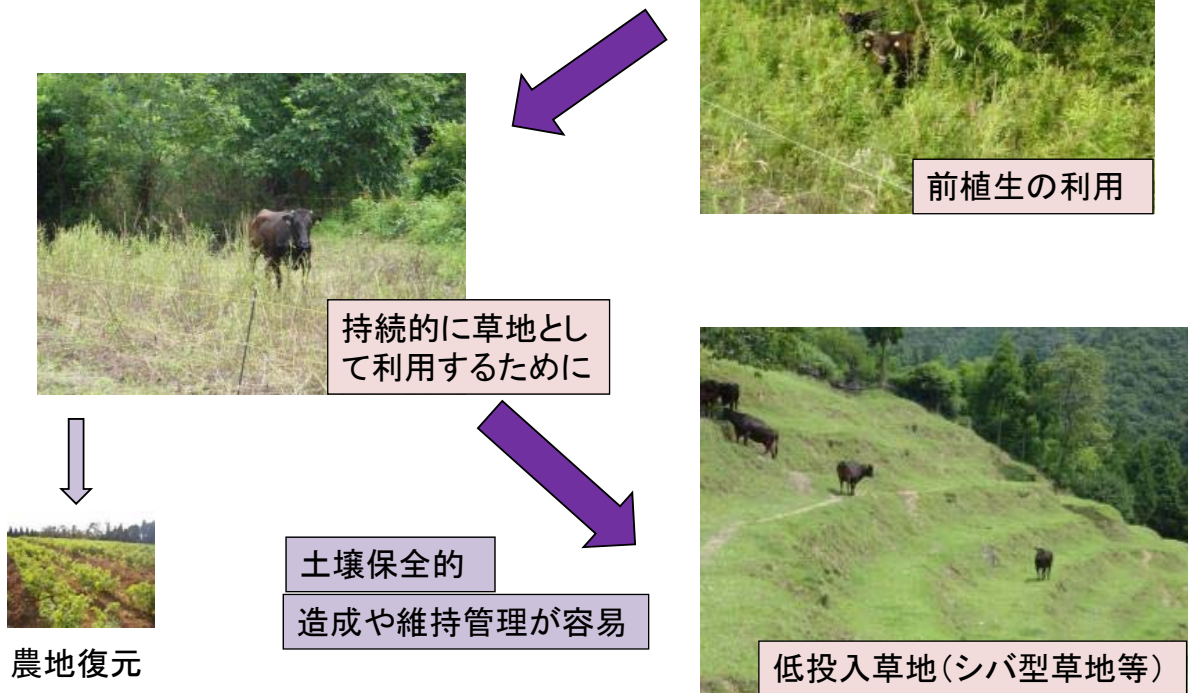 前植生の利用
持続的に草地とし
て利用するために
土壌保全的
造成や維持管理が容易
農地復元
低投入草地（シバ型草地等）